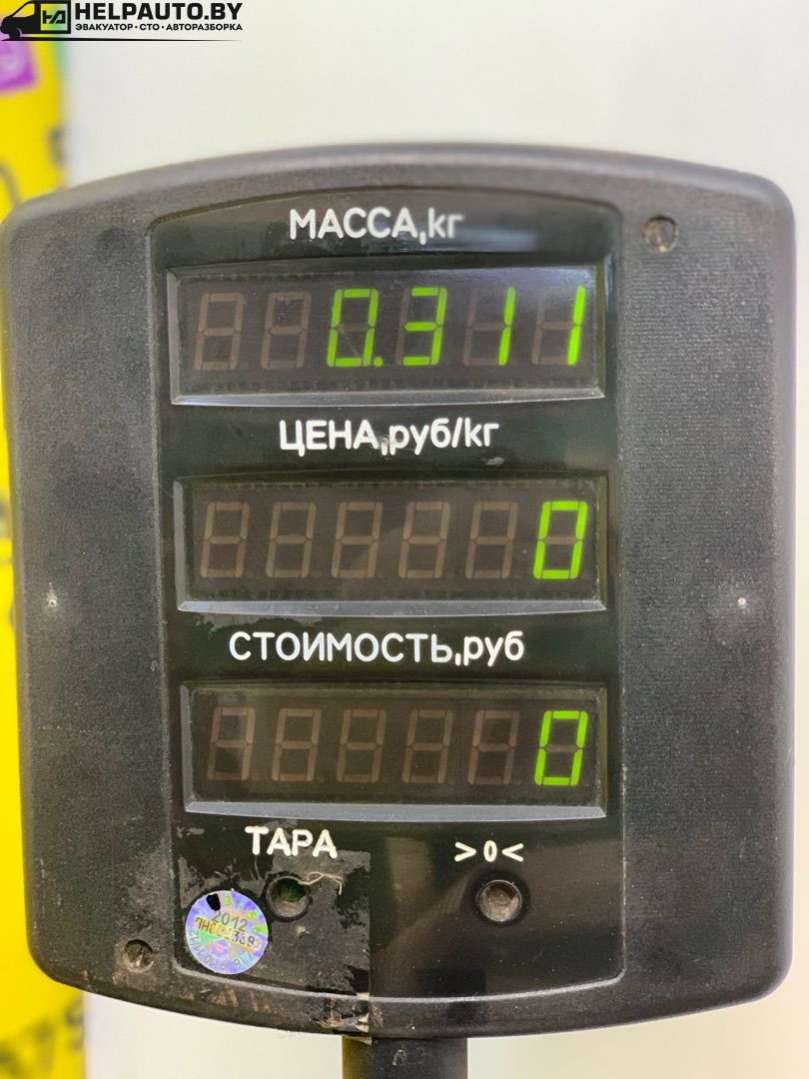 HELPAUTO.BY
ЭВАКУАТОР • СТО • АВТОРАЗБОРКА
МАССА,кг
0.311
ЦЕНА,руб/кг
0
СТОИМОСТЬ,руб
0
ТАРА >0<
2012